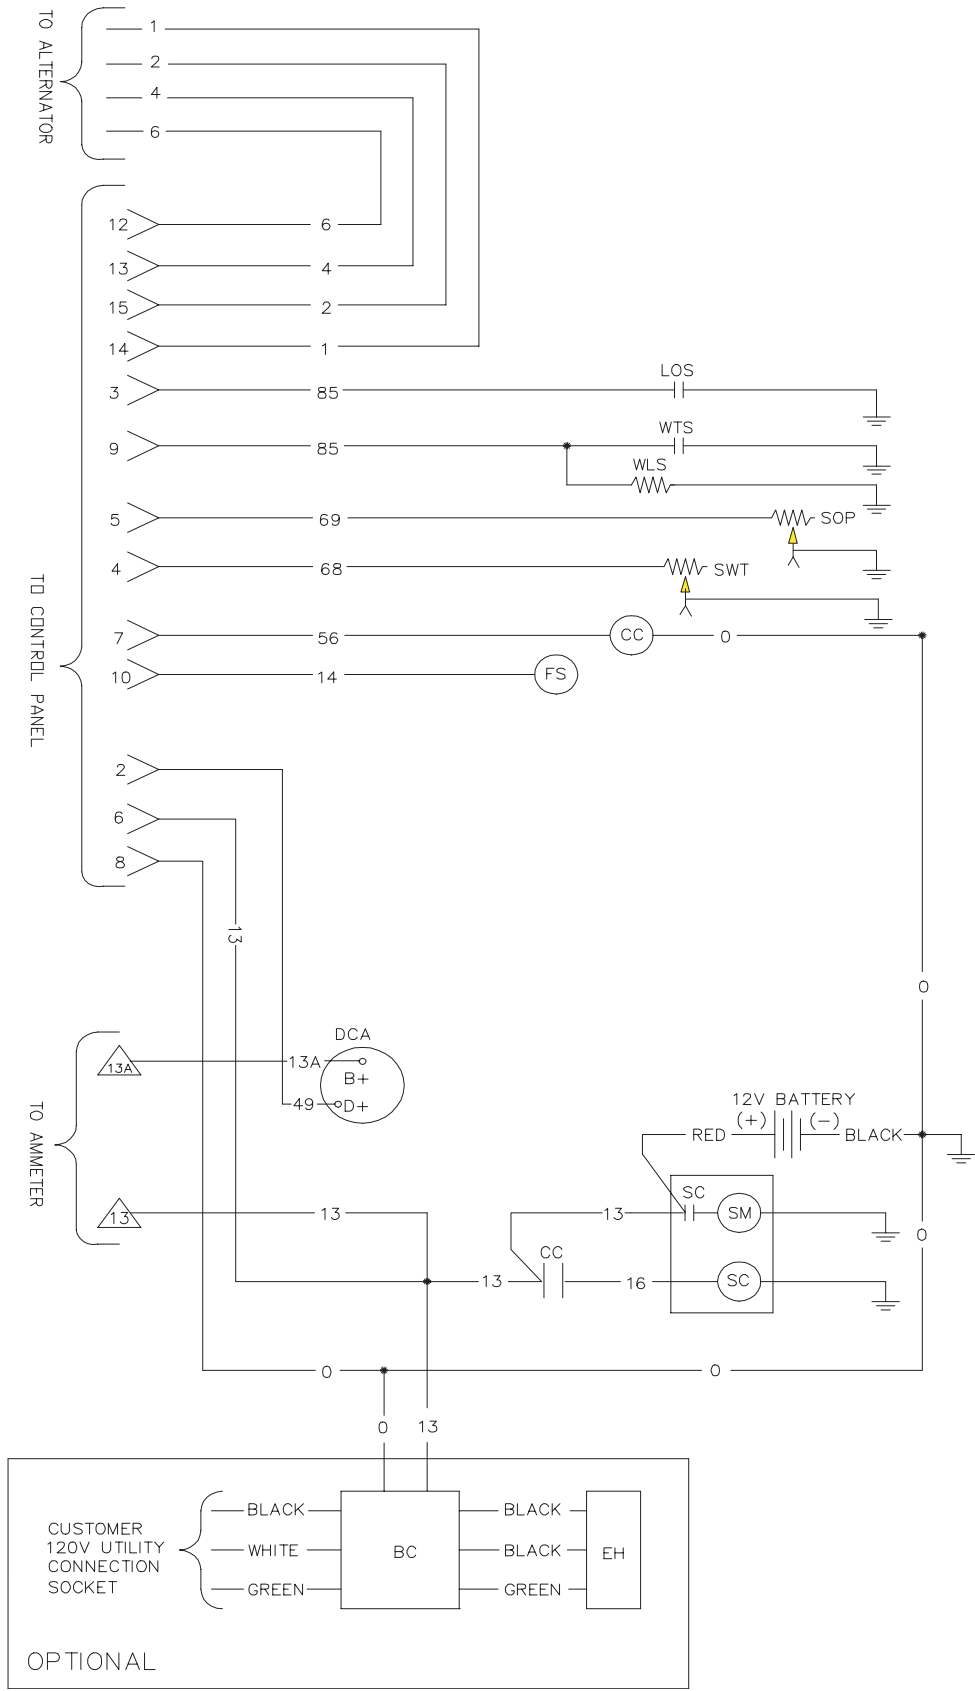 TO ALTERNATOR
1
2
4
6
TO CONTROL PANEL
12
6
13
4
15
2
14
1
3
85
LOS
9
85
WTS
WLS
5
69
SOP
4
68
SWT
7
56
CC
0
10
14
FS
2
6
8
13
0
TO AMMETER
DCA
13A
13A
B+
49
D+
12V BATTERY
(+)
(-)
RED
BLACK
13
13
13
SC
SM
0
CC
13
16
SC
0
0
0
13
CUSTOMER
120V UTILITY
CONNECTION
SOCKET
BLACK
WHITE
GREEN
BC
BLACK
BLACK
GREEN
EH
OPTIONAL